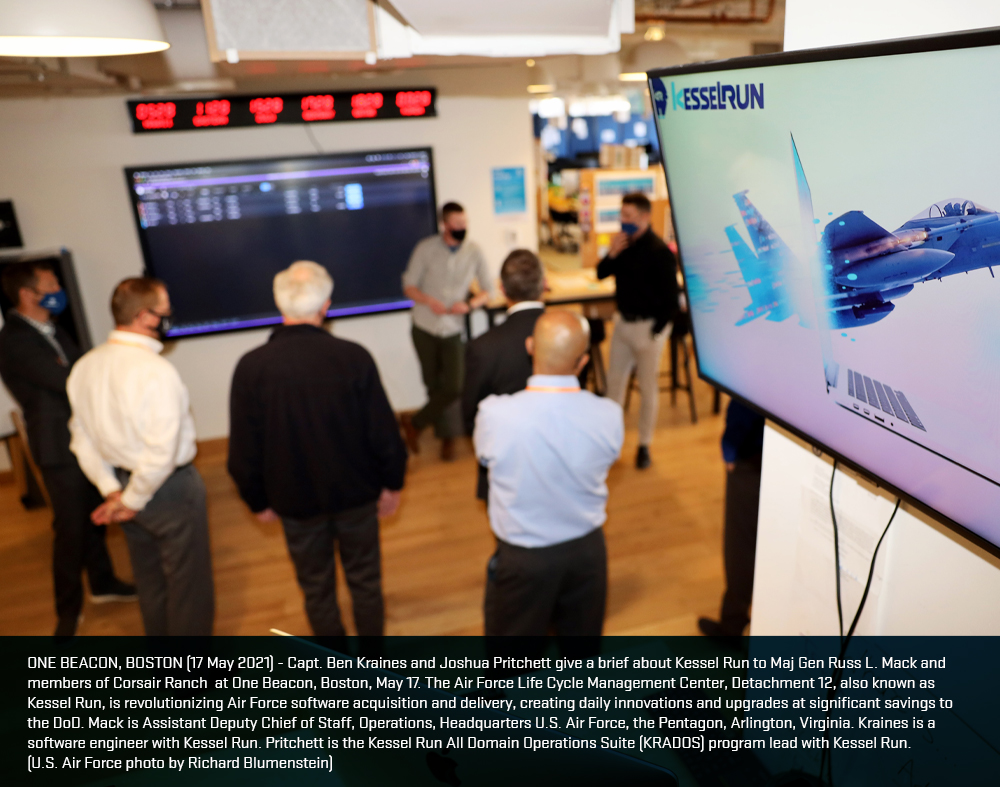 KESSELRUN
ONE BEACON, BOSTON (17 May 2021) - Capt. Ben Kraines and Joshua Pritchett give a brief about Kessel Run to Maj Gen Russ L. Mack and
members of Corsair Ranch at One Beacon, Boston, May 17. The Air Force Life Cycle Management Center, Detachment 12, also known as
Kessel Run, is revolutionizing Air Force software acquisition and delivery, creating daily innovations and upgrades at significant savings to
the DoD. Mack is Assistant Deputy Chief of Staff, Operations, Headquarters U.S. Air Force, the Pentagon, Arlington, Virginia. Kraines is a
software engineer with Kessel Run. Pritchett is the Kessel Run All Domain Operations Suite (KRADOS) program lead with Kessel Run.
(U.S. Air Force photo by Richard Blumenstein)